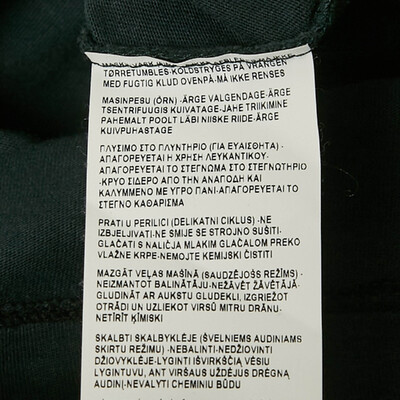 TØRRETUMBLES·KOLDSTRYGES PÅ VRANGEN
MED FUGTIG KLUD OVENPÅ·MÅ IKKE RENSES
MASINPESU (ÕRN) ·ÄRGE VALGENDAGE·ÄRGE
TSENTRIFUUGIS KUIVATAGE·JAHE TRIIKIMINE
PAHEMALT POOLT LÄBI NIISKE RIIDE·ÄRGE
KUIVPUHASTAGE
ΠΛΥΣΙΜΟ ΣΤΟ ΠΛΥΝΤΗΡΙΟ (ΓΙΑ ΕΥΑΙΣΘΗΤΑ) ·
ΑΠΑΓΟΡΕΥΕΤΑΙ Η ΧΡΗΣΗ ΛΕΥΚΑΝΤΙΚΟΥ·
ΑΠΑΓΟΡΕΥΕΤΑΙ ΤΟ ΣΤΕΓΝΩΜΑ ΣΤΟ ΣΤΕΓΝΩΤΗΡΙΟ
·ΚΡΥΟ ΣΙΔΕΡΟ ΑΠΟ ΤΗΝ ΑΝΑΠΟΔΗ ΚΑΙ
ΚΑΛΥΜΜΕΝΟ ΜΕ ΥΓΡΟ ΠΑΝΙ·ΑΠΑΓΟΡΕΥΕΤΑΙ ΤΟ
ΣΤΕΓΝΟ ΚΑΘΑΡΙΣΜΑ
PRATI U PERILICI (DELIKATNI CIKLUS) ·NE
IZBJELJIVATI·NE SMIJE SE STROJNO SUŠITI·
GLAČATI S NALIČJA MLAKIM GLAČALOM PREKO
VLAŽNE KRPE·NEMOJTE KEMIJSKI ČISTITI
MAZGĀT VEĻAS MAŠĪNĀ (SAUDZĒJOŠS REŽĪMS) ·
NEIZMANTOT BALINĀTĀJU·NEŽĀVĒT ŽĀVĒTĀJĀ·
GLUDINĀT AR AUKSTU GLUDEKLI, IZGRIEŽOT
OTRĀDI UN UZLIEKOT VIRSŪ MITRU DRĀNU·
NETĪRĪT ĶĪMISKI
SKALBTI SKALBYKLĖJE (ŠVELNIEMS AUDINIAMS
SKIRTU REŽIMU) ·NEBALINTI·NEDŽIOVINTI
DŽIOVYKLĖJE·LYGINTI IŠVIRKŠČIĄ VĖSIU
LYGINTUVU, ANT VIRŠAUS UŽDĖJUS DRĖGNĄ
AUDINĮ·NEVALYTI CHEMINIU BŪDU